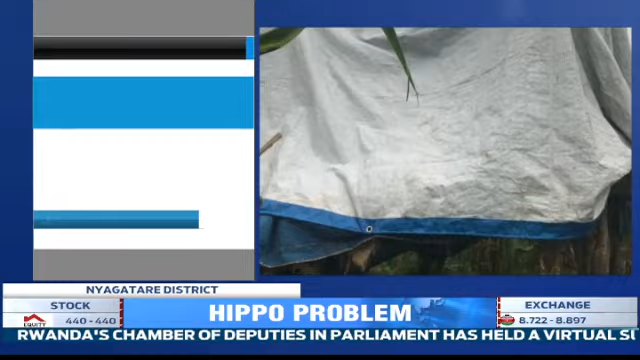 NYAGATARE DISTRICT
STOCK
EQUITY
440 - 440
HIPPO PROBLEM
EXCHANGE
8.722 - 8.897
RWANDA'S CHAMBER OF DEPUTIES IN PARLIAMENT HAS HELD A VIRTUAL